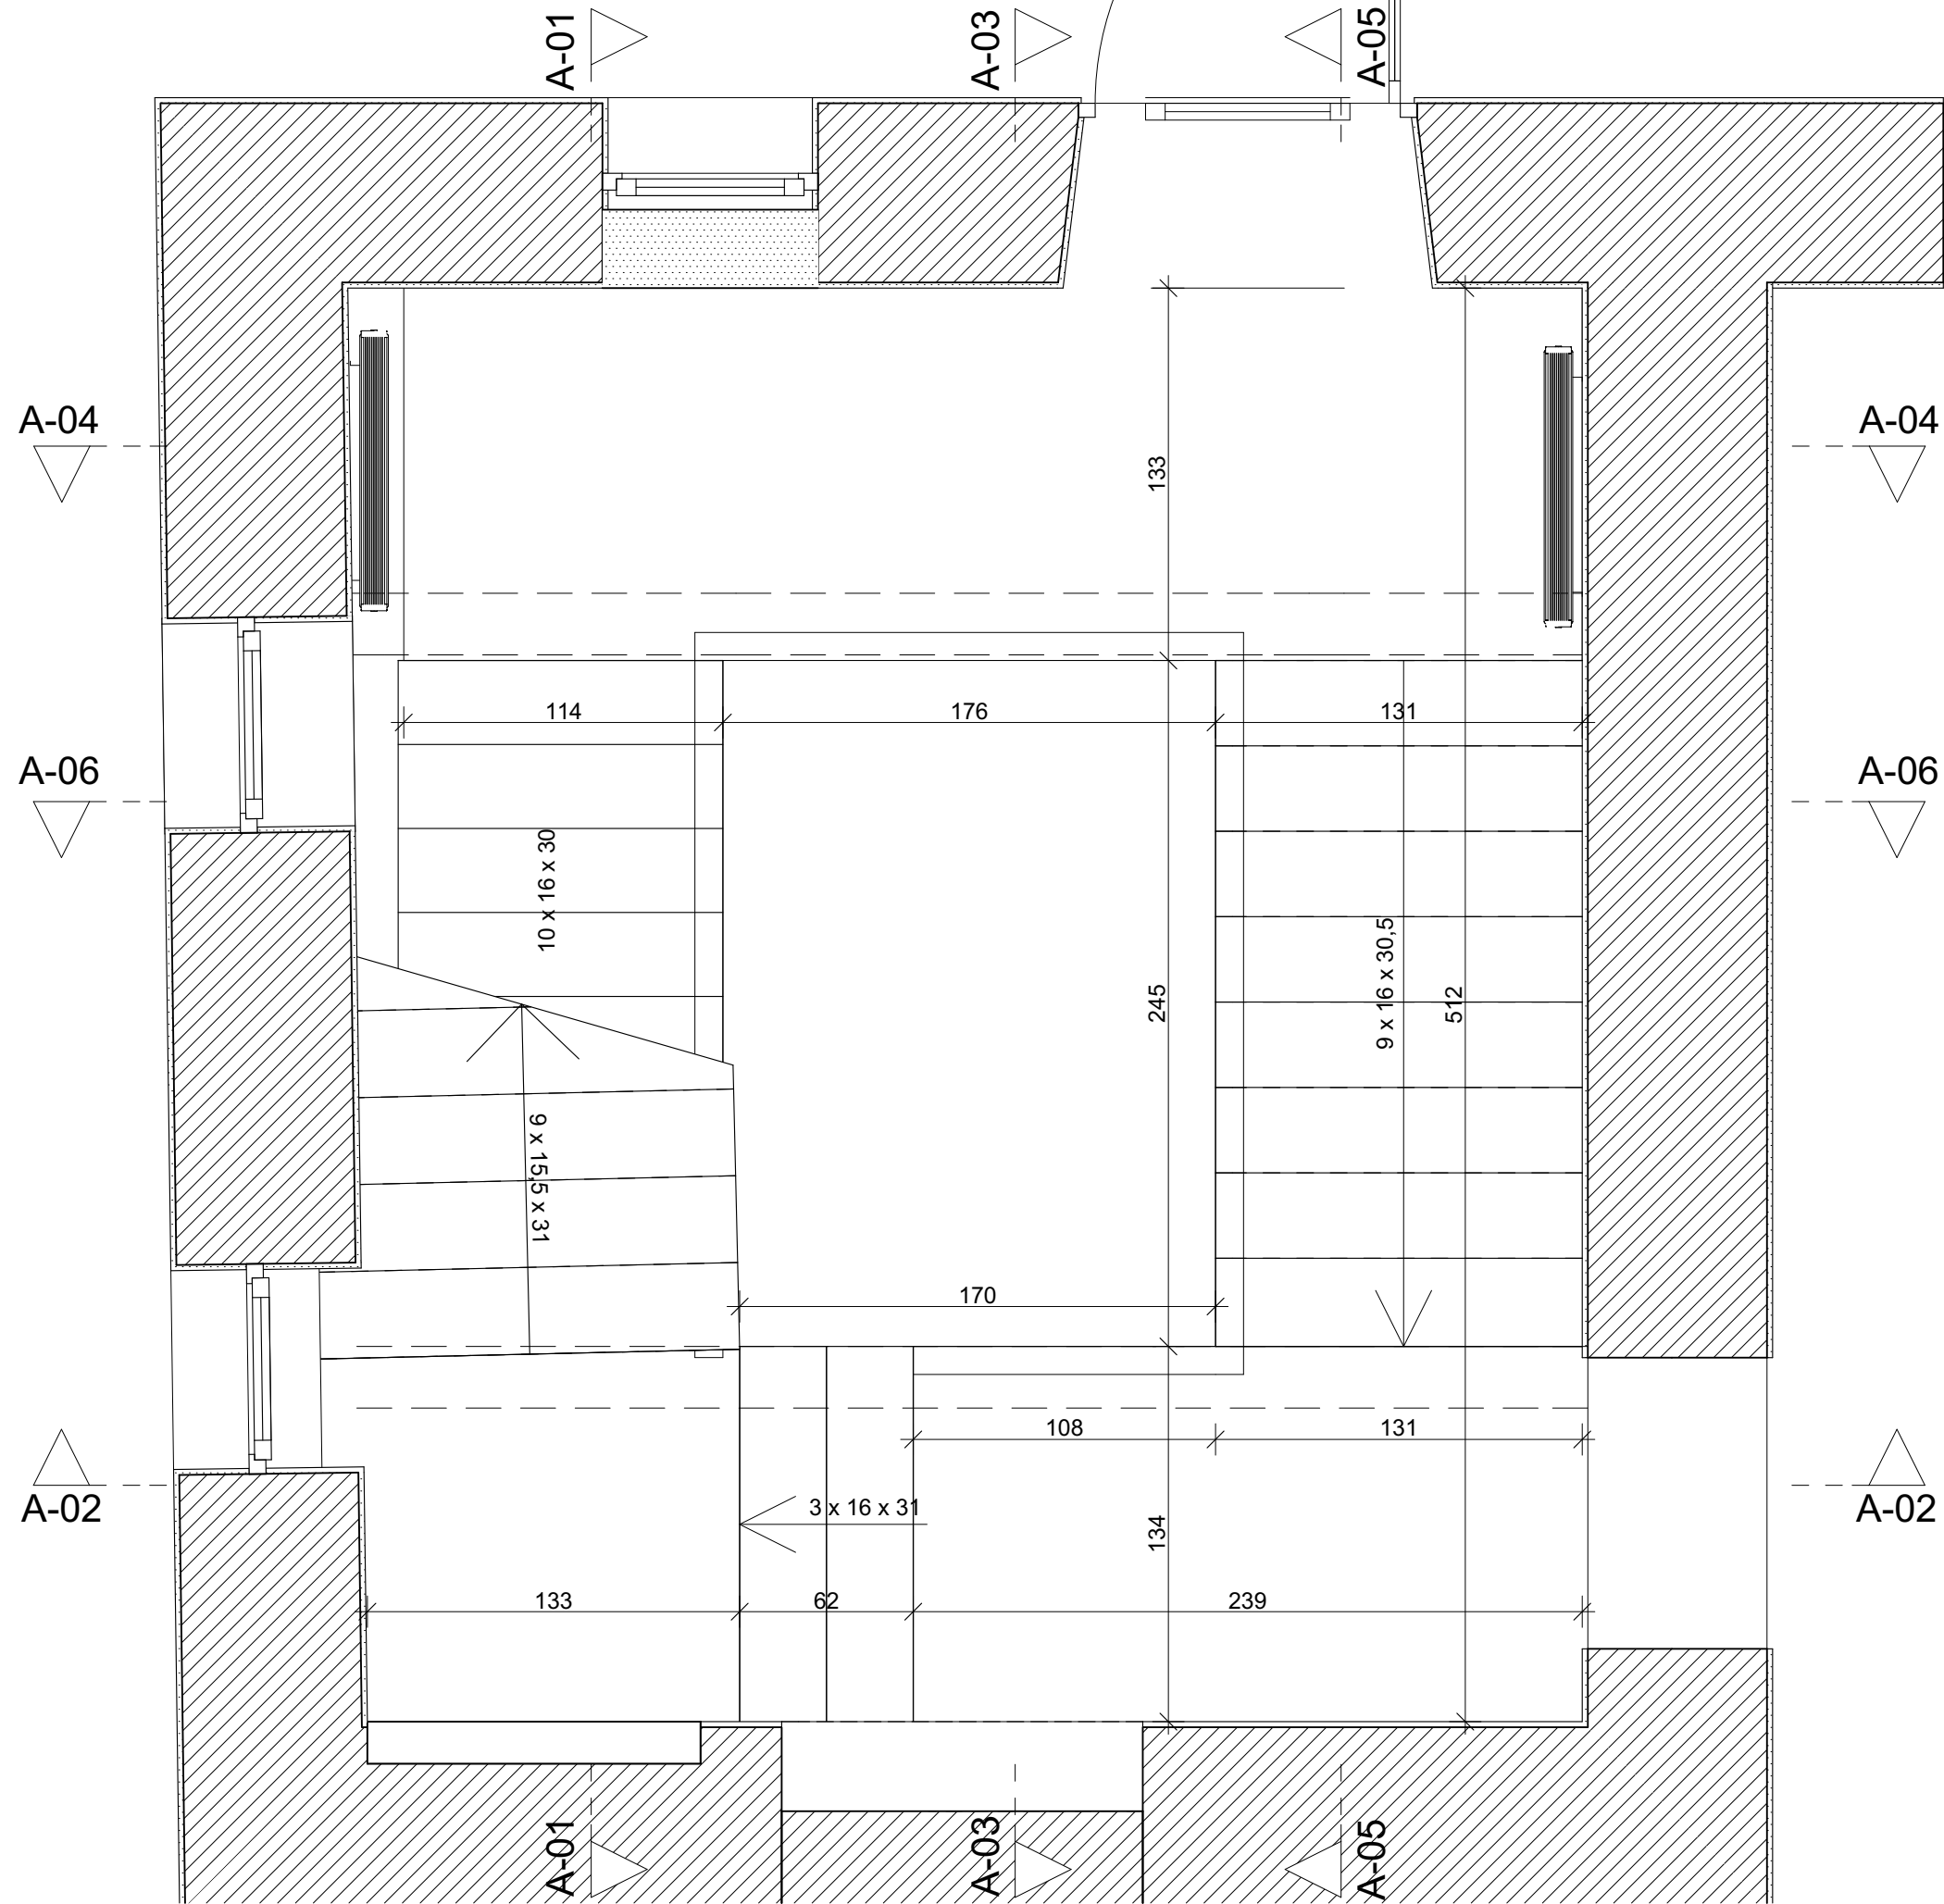 A-01
A-03
A-05
A-04
A-04
133
114
176
131
A-06
A-06
10 x 16 x 30
9 x 16 x 30,5
245
512
9 x 15,5 x 31
170
108
131
A-02
A-02
3 x 16 x 31
134
133
62
239
A-01
A-03
A-05